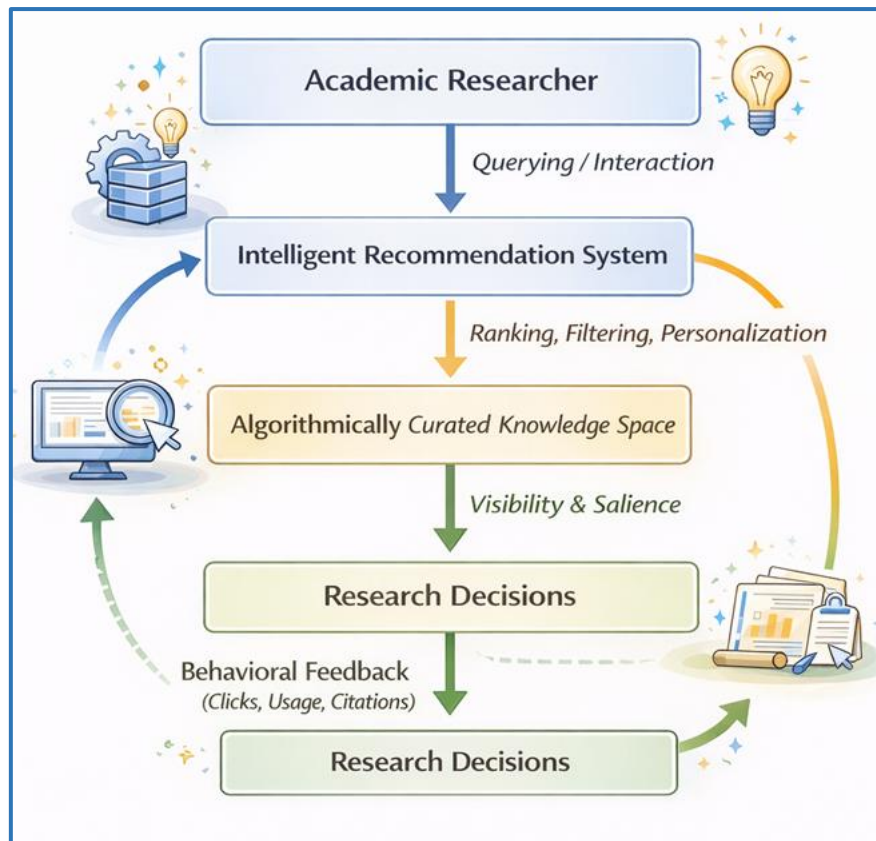 Academic Researcher
Querying / Interaction
Intelligent Recommendation System
Ranking, Filtering, Personalization
Algorithmically Curated Knowledge Space
Visibility & Salience
Research Decisions
Behavioral Feedback
(Clicks, Usage, Citations)
Research Decisions